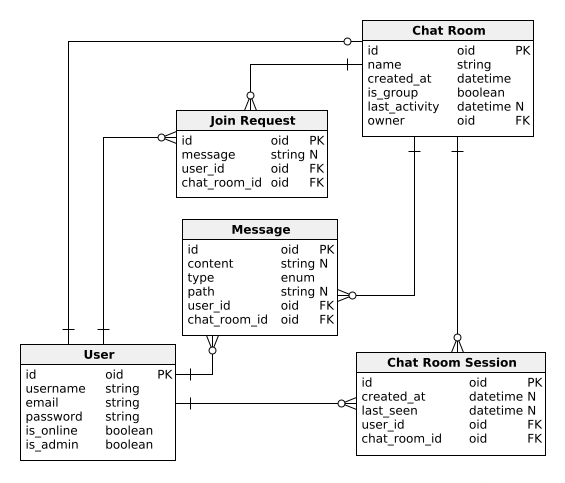 Chat Room
id oid PK
name string
created_at datetime
is_group boolean
last_activity datetime N
owner oid FK
Join Request
id oid PK
message string N
user_id oid FK
chat_room_id oid FK
Message
id oid PK
content string N
type enum
path string N
user_id oid FK
chat_room_id oid FK
User
id oid PK
username string
email string
password string
is_online boolean
is_admin boolean
Chat Room Session
id oid PK
created_at datetime N
last_seen datetime N
user_id oid FK
chat_room_id oid FK